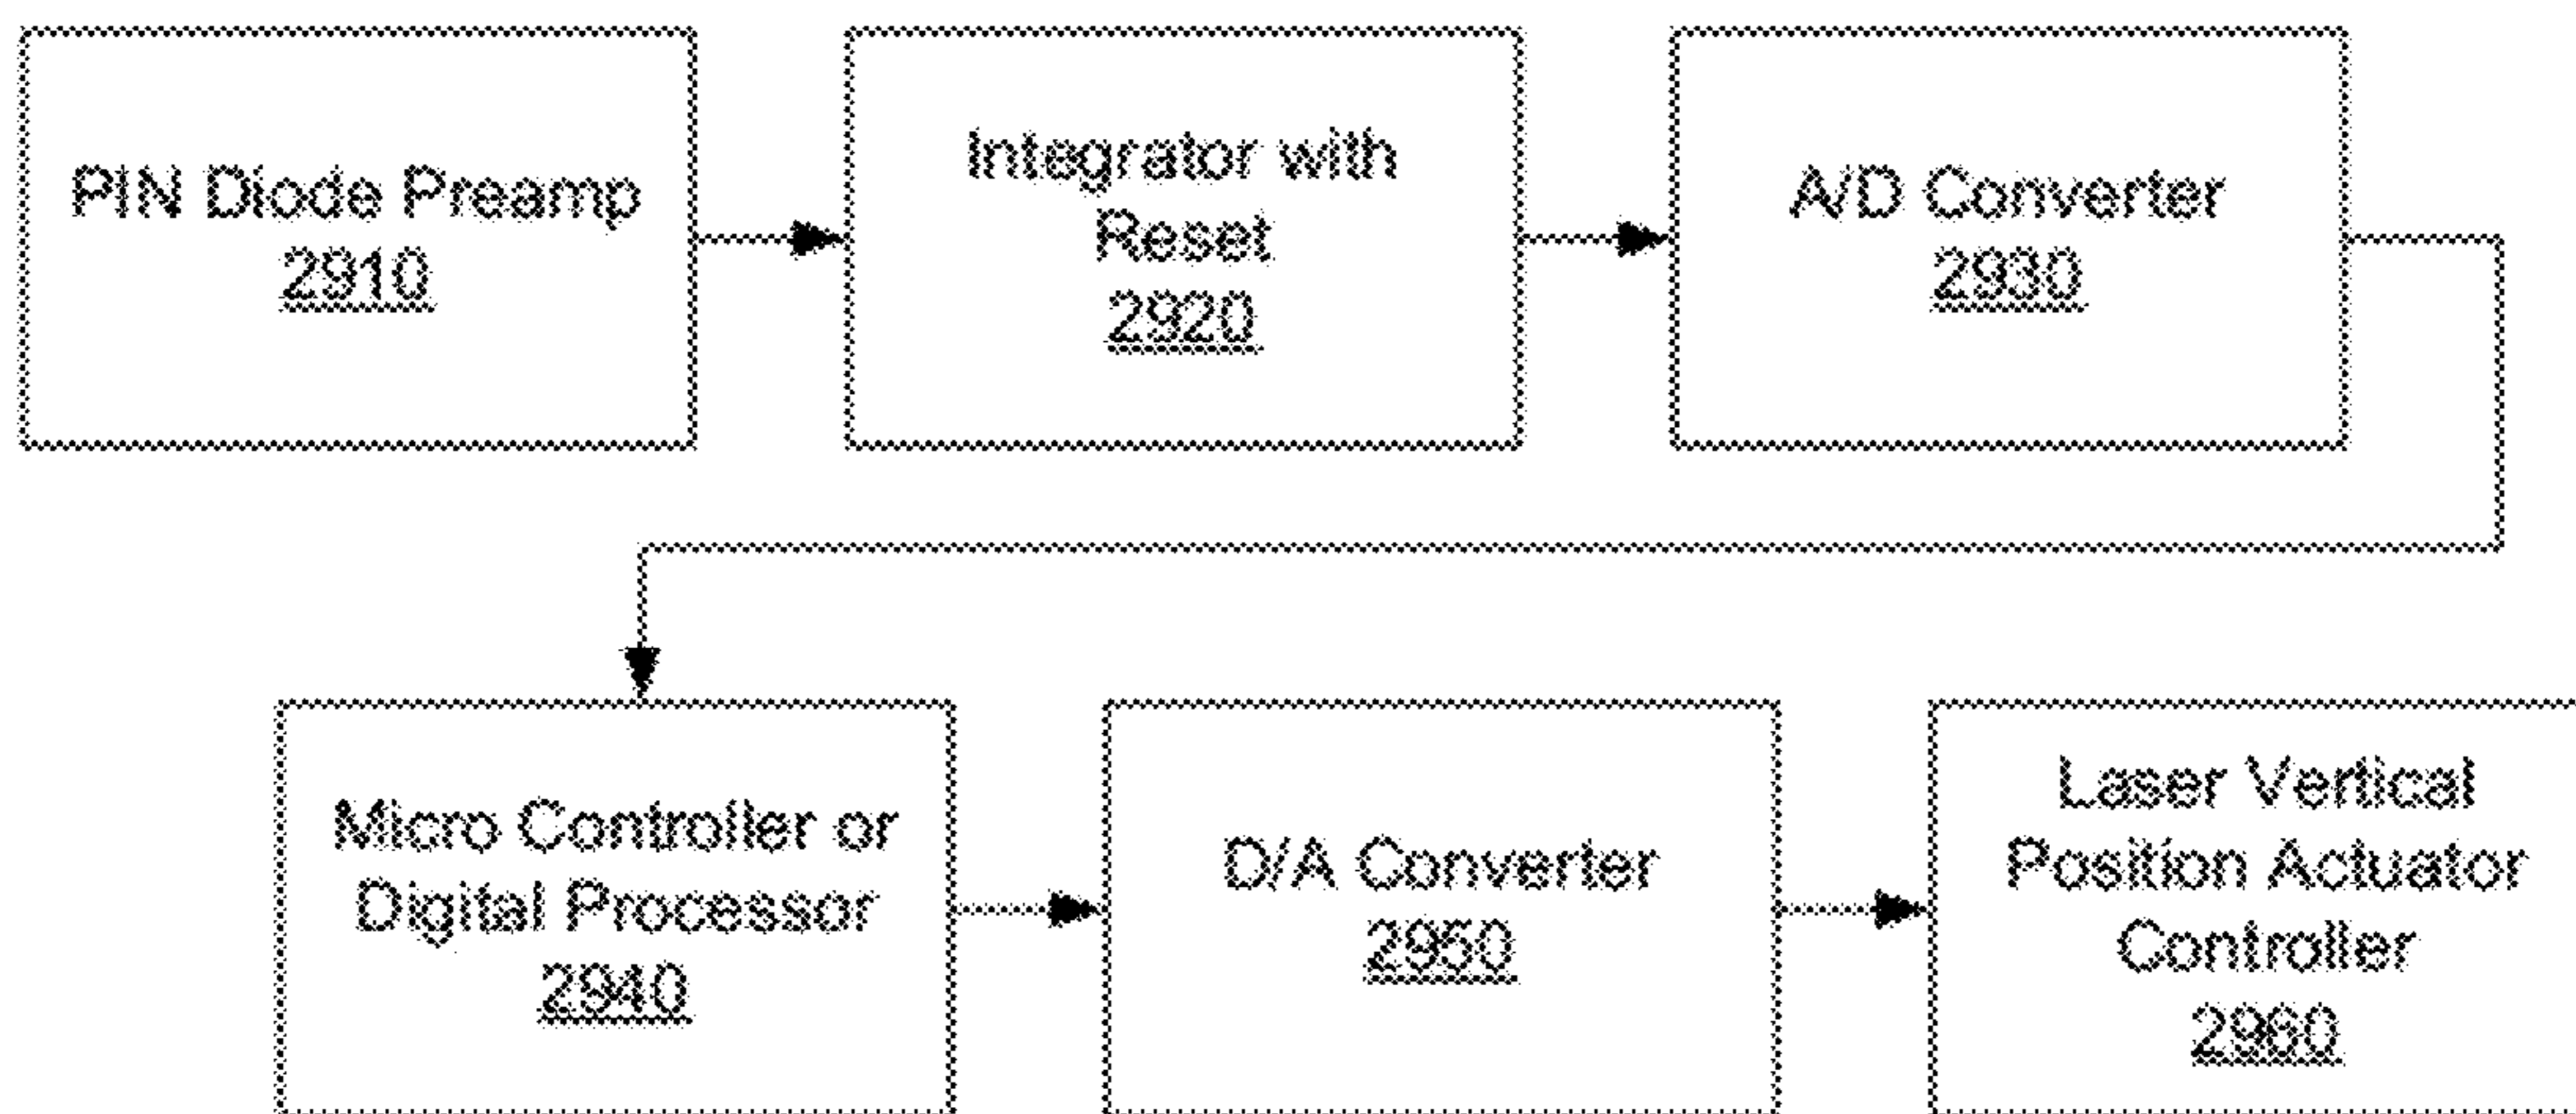 PIN Diode Preamp
2910
Integrator with
Reset
2920
A/D Converter
2930
Micro Controller or
Digital Processor
2940
D/A Converter
2950
Laser Vertical
Position Actuator
Controller
2960